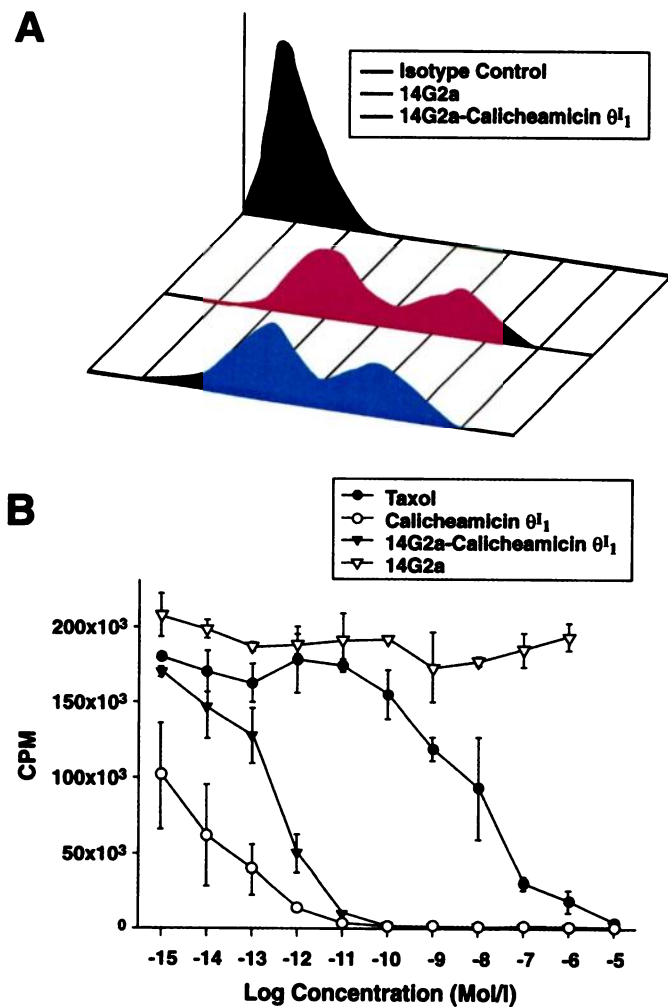 A
Isotype Control
14G2a
14G2a-Calicheamicin θᴵ₁
B
Taxol
Calicheamicin θᴵ₁
14G2a-Calicheamicin θᴵ₁
14G2a
200x10³
150x10³
100x10³
50x10³
0
CPM
-15 -14 -13 -12 -11 -10 -9 -8 -7 -6 -5
Log Concentration (Mol/l)